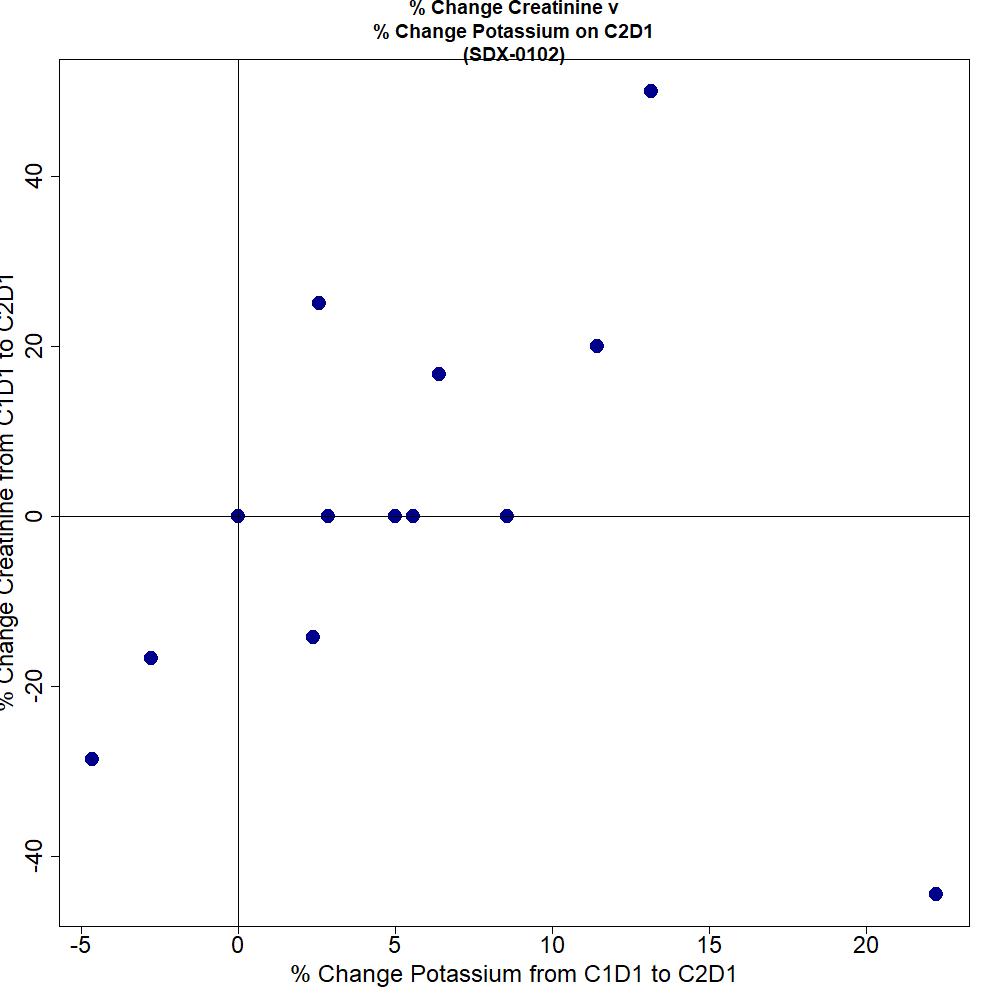 % Change Creatinine v
% Change Potassium on C2D1
(SDX-0102)
% Change Creatinine from C1D1 to C2D1
40
20
0
-20
-40
-5
0
5
10
15
20
% Change Potassium from C1D1 to C2D1